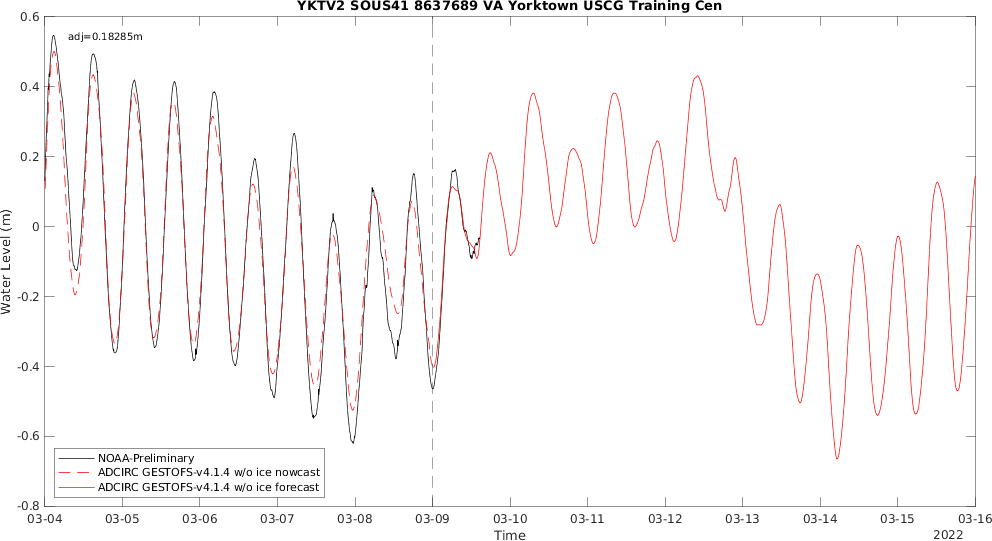 YKTV2 SOUS41 8637689 VA Yorktown USCG Training Cen
adj=0.18285m
0.6
0.4
0.2
0
-0.2
-0.4
-0.6
-0.8
Water Level (m)
NOAA-Preliminary
ADCIRC GESTOFS-v4.1.4 w/o ice nowcast
ADCIRC GESTOFS-v4.1.4 w/o ice forecast
03-04 03-05 03-06 03-07 03-08 03-09 03-10 03-11 03-12 03-13 03-14 03-15 03-16
Time
2022